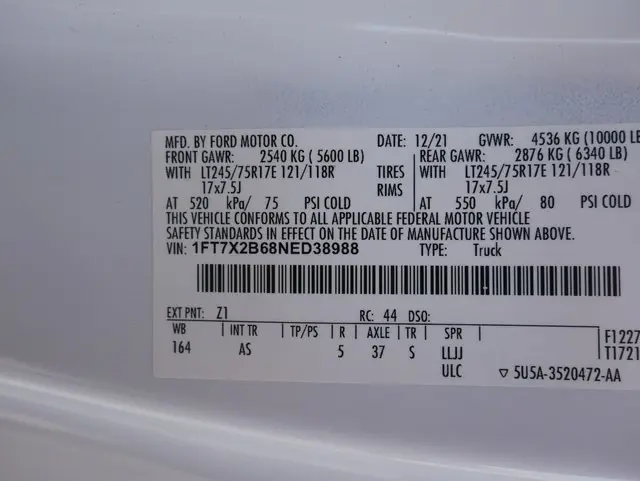 MFD. BY FORD MOTOR CO. DATE: 12/21 GVWR: 4536 KG (10000 LB
FRONT GAWR: 2540 KG ( 5600 LB) REAR GAWR: 2876 KG ( 6340 LB)
WITH LT245/75R17E 121/118R TIRES WITH LT245/75R17E 121/118R
17x7.5J RIMS 17x7.5J
AT 520 kPa/ 75 PSI COLD AT 550 kPa/ 80 PSI COLD
THIS VEHICLE CONFORMS TO ALL APPLICABLE FEDERAL MOTOR VEHICLE
SAFETY STANDARDS IN EFFECT ON THE DATE OF MANUFACTURE SHOWN ABOVE.
VIN: 1FT7X2B68NED38988 TYPE: Truck
EXT PNT: Z1 RC: 44 DSO:
WB INT TR TP/PS R AXLE TR SPR F1227
164 AS 5 37 S LLJJ T1721
ULC ▽ 5U5A-3520472-AA